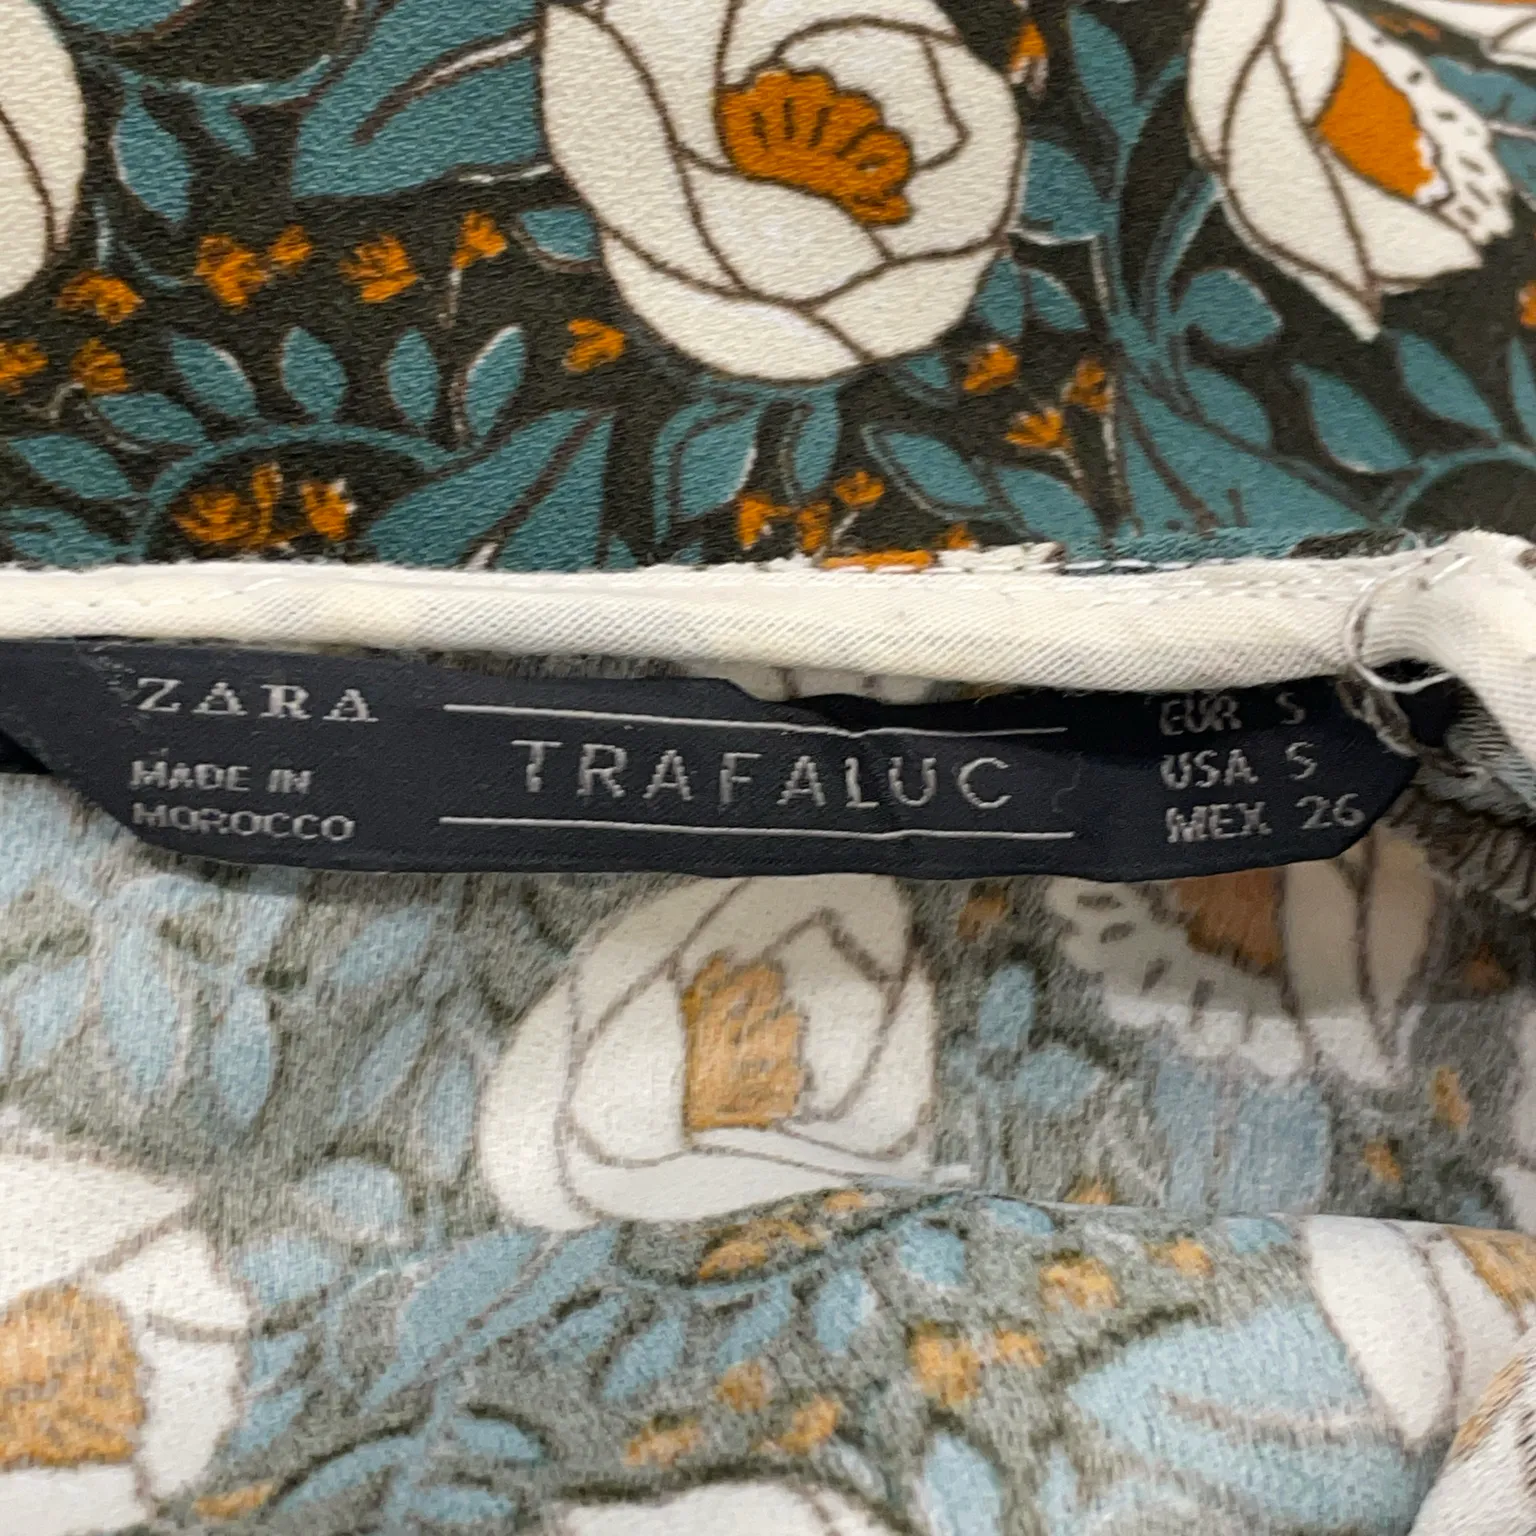 ZARA
MADE IN
MOROCCO
TRAFALUC
EUR S
USA S
MEX 26